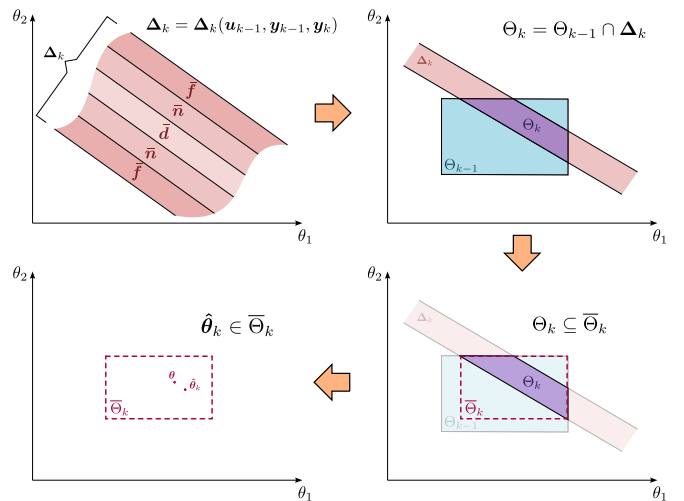 θ₂
𝚫ₖ = 𝚫ₖ(𝒖ₖ₋₁, 𝒚ₖ₋₁, 𝒚ₖ)
𝚫ₖ
f̄
n̄
d̄
n̄
f̄
θ₁
θ₂
Θₖ = Θₖ₋₁ ∩ 𝚫ₖ
𝚫ₖ
Θₖ
Θₖ₋₁
θ₁
θ₂
Θₖ ⊆ Θ̅ₖ
𝚫ₖ
Θₖ
Θ̅ₖ
Θₖ₋₁
θ₁
θ₂
𝜽̂ₖ ∈ Θ̅ₖ
θ
θ̂ₖ
Θ̅ₖ
θ₁